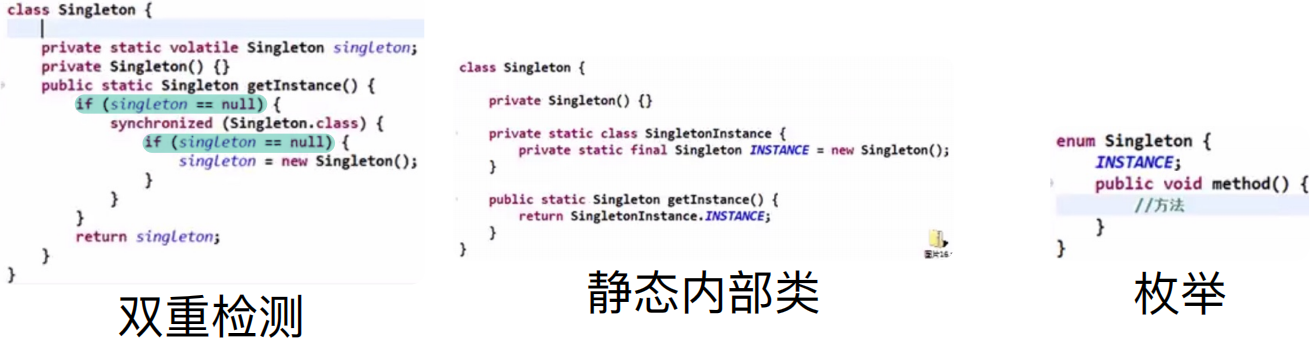 class Singleton {
private static volatile Singleton singleton;
private Singleton() {}
public static Singleton getInstance() {
if (singleton == null) {
synchronized (Singleton.class) {
if (singleton == null) {
singleton = new Singleton();
}
}
}
return singleton;
}
}
双重检测
class Singleton {
private Singleton() {}
private static class SingletonInstance {
private static final Singleton INSTANCE = new Singleton();
}
public static Singleton getInstance() {
return SingletonInstance.INSTANCE;
}
}
图片16
静态内部类
enum Singleton {
INSTANCE;
public void method() {
//方法
}
}
枚举